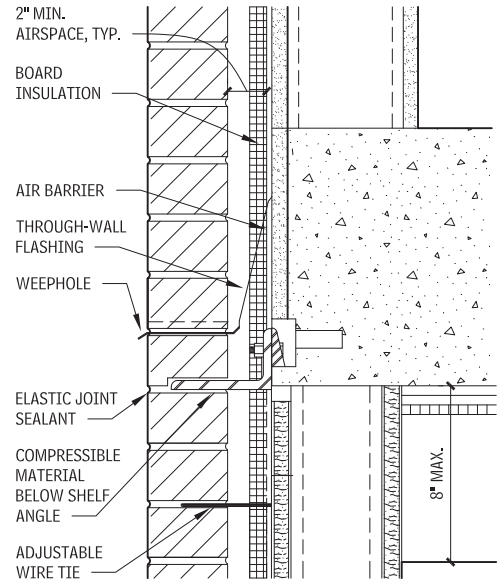 2" MIN.
AIRSPACE, TYP.
BOARD
INSULATION
AIR BARRIER
THROUGH-WALL
FLASHING
WEEPHOLE
ELASTIC JOINT
SEALANT
COMPRESSIBLE
MATERIAL
BELOW SHELF
ANGLE
ADJUSTABLE
WIRE TIE
8" MAX.